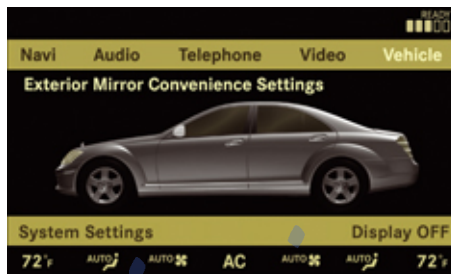 READY
Navi Audio Telephone Video Vehicle
Exterior Mirror Convenience Settings
System Settings Display OFF
72°F AUTO AUTO AC AUTO AUTO 72°F